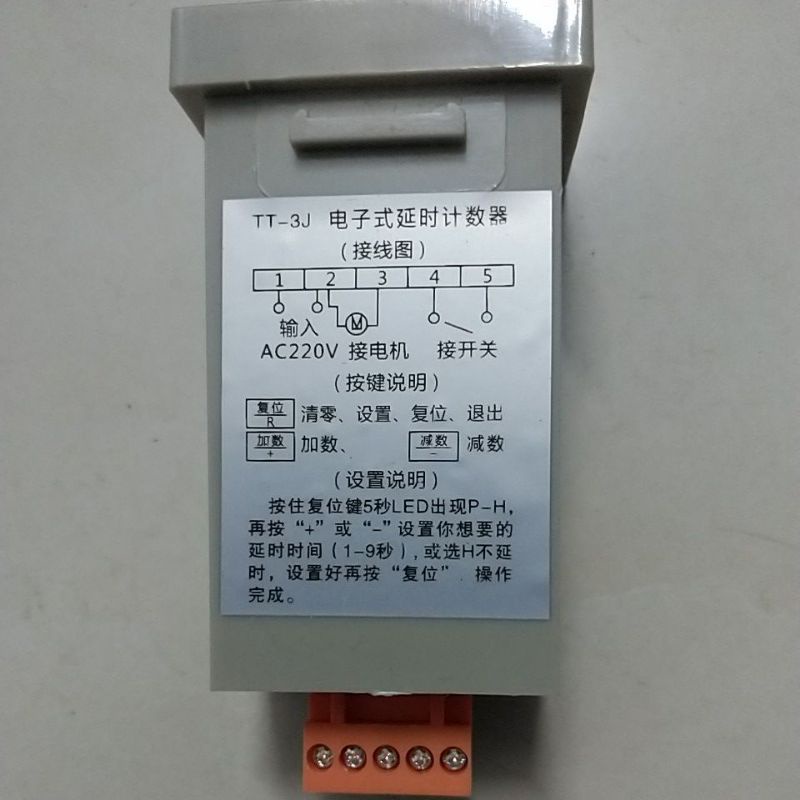 TT-3J 电子式延时计数器
（接线图）
1 2 3 4 5
M
输入
AC220V 接电机 接开关
（按键说明）
复位
R
清零、设置、复位、退出
加数
+
加数、
减数
-
减数
（设置说明）
按住复位键5秒LED出现P-H，
再按“+”或“-”设置你想要的
延时时间（1-9秒），或选H不延
时，设置好再按“复位”．操作
完成。